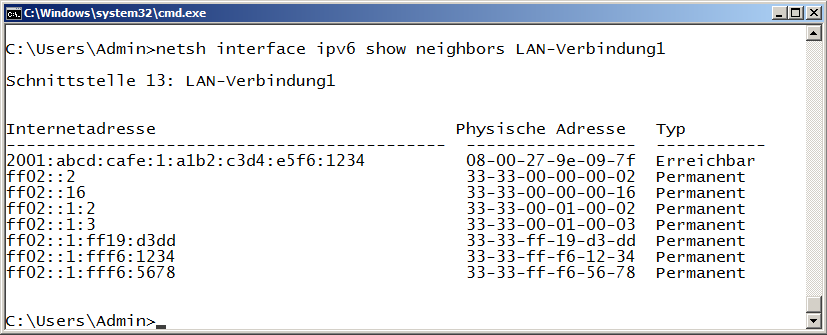 C:\Windows\system32\cmd.exe
C:\Users\Admin>netsh interface ipv6 show neighbors LAN-Verbindung1
Schnittstelle 13: LAN-Verbindung1
Internetadresse Physische Adresse Typ
-------------------------------------------- ----------------- -----------
2001:abcd:cafe:1:a1b2:c3d4:e5f6:1234 08-00-27-9e-09-7f Erreichbar
ff02::2 33-33-00-00-00-02 Permanent
ff02::16 33-33-00-00-00-16 Permanent
ff02::1:2 33-33-00-01-00-02 Permanent
ff02::1:3 33-33-00-01-00-03 Permanent
ff02::1:ff19:d3dd 33-33-ff-19-d3-dd Permanent
ff02::1:fff6:1234 33-33-ff-f6-12-34 Permanent
ff02::1:fff6:5678 33-33-ff-f6-56-78 Permanent
C:\Users\Admin>_